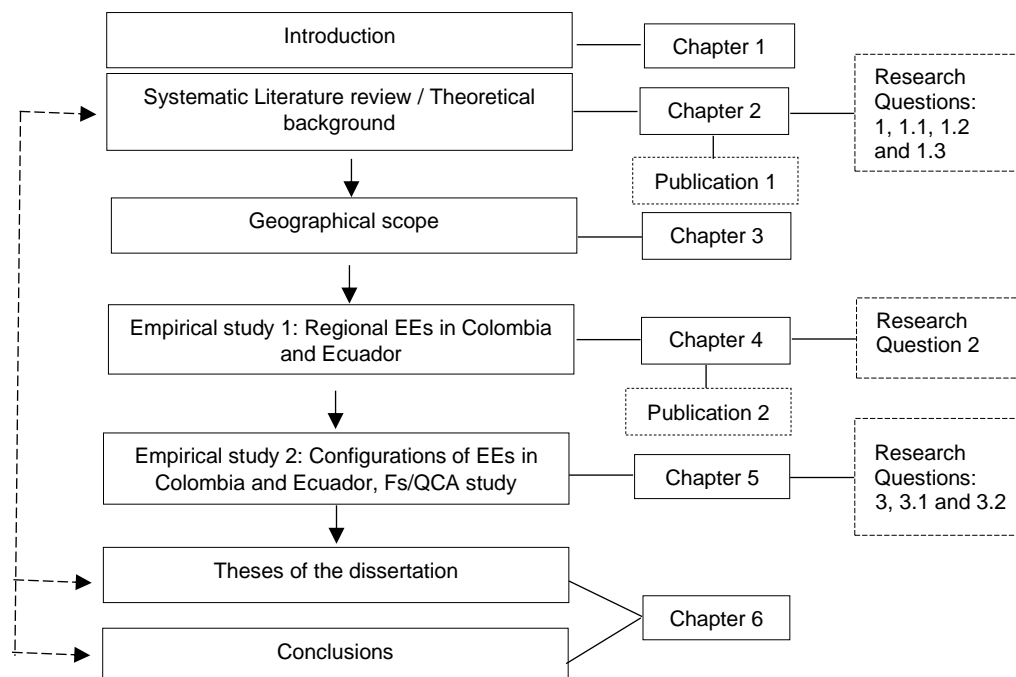 Introduction
Chapter 1
Systematic Literature review / Theoretical
background
Chapter 2
Research
Questions:
1, 1.1, 1.2
and 1.3
Publication 1
Geographical scope
Chapter 3
Empirical study 1: Regional EEs in Colombia
and Ecuador
Chapter 4
Research
Question 2
Publication 2
Empirical study 2: Configurations of EEs in
Colombia and Ecuador, Fs/QCA study
Chapter 5
Research
Questions:
3, 3.1 and 3.2
Theses of the dissertation
Chapter 6
Conclusions